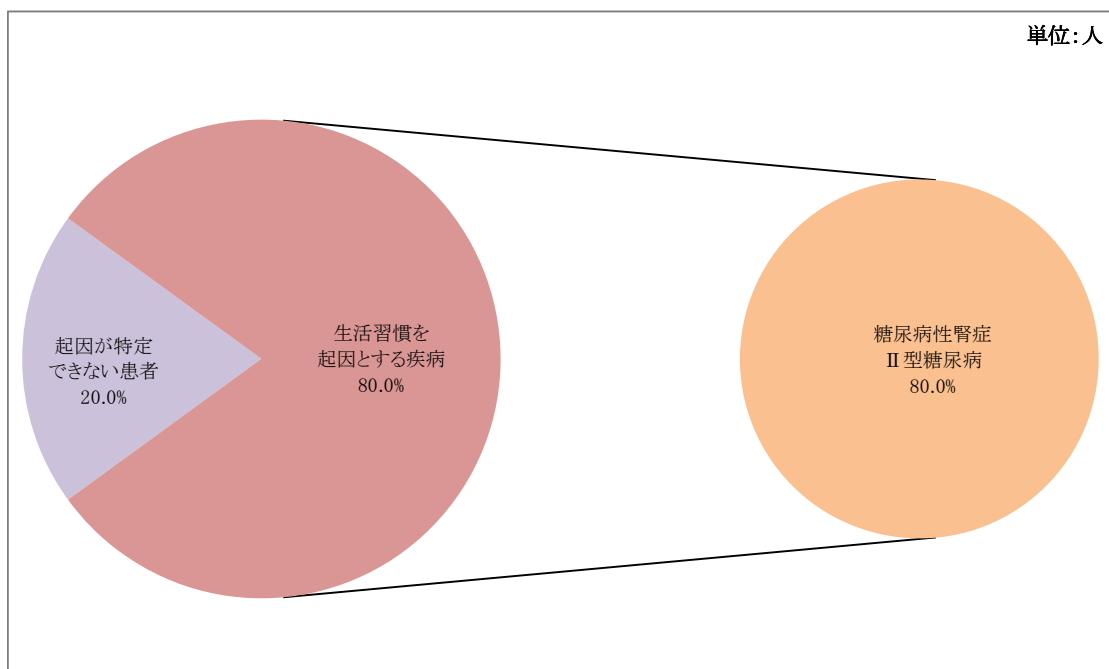 単位:人
起因が特定
できない患者
20.0%
生活習慣を
起因とする疾病
80.0%
糖尿病性腎症
Ⅱ型糖尿病
80.0%